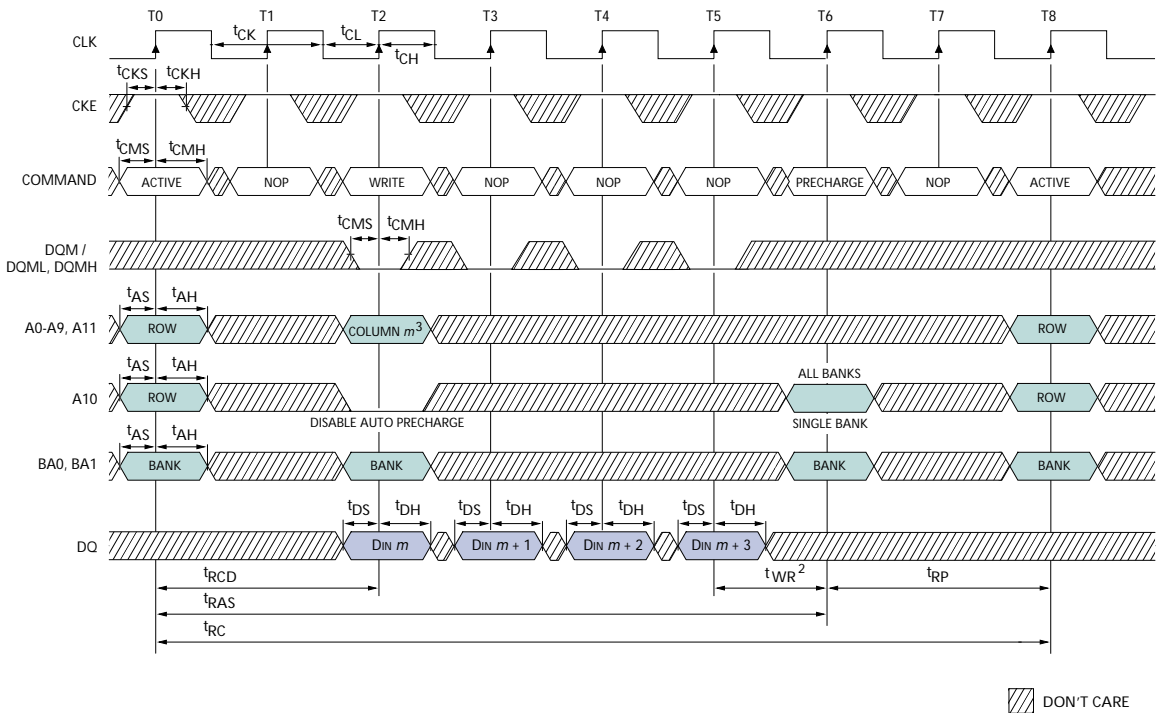 T0 T1 T2 T3 T4 T5 T6 T7 T8
CLK
tCK tCL
tCH
tCKS tCKH
CKE
tCMS tCMH
COMMAND ACTIVE NOP WRITE NOP NOP NOP PRECHARGE NOP ACTIVE
tCMS tCMH
DQM /
DQML, DQMH
tAS tAH
A0-A9, A11 ROW COLUMN m3 ROW
tAS tAH ALL BANKS
A10 ROW ROW
DISABLE AUTO PRECHARGE SINGLE BANK
tAS tAH
BA0, BA1 BANK BANK BANK BANK
tDS tDH tDS tDH tDS tDH tDS tDH
DQ DIN m DIN m + 1 DIN m + 2 DIN m + 3
tRCD tWR2 tRP
tRAS
tRC
DON'T CARE